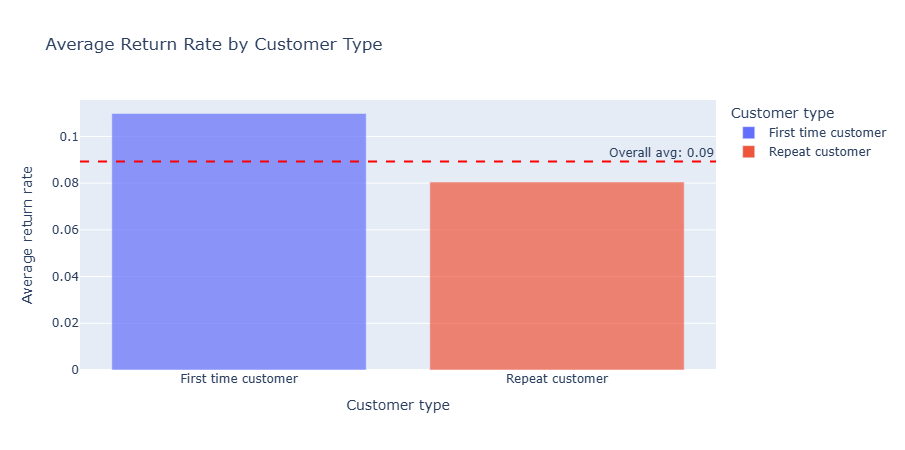 Average Return Rate by Customer Type
Customer type
First time customer
Repeat customer
0.1
Overall avg: 0.09
0.08
0.06
0.04
0.02
0
Average return rate
First time customer
Repeat customer
Customer type